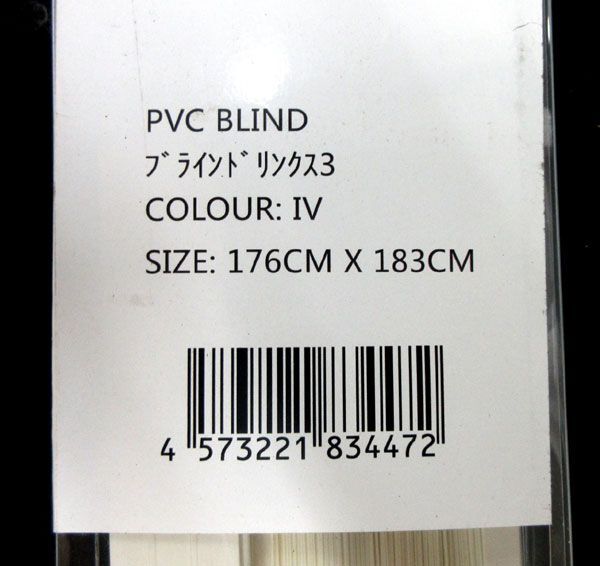 PVC BLIND
ﾌﾞﾗｲﾝﾄﾞﾘﾝｸｽ3
COLOUR: IV
SIZE: 176CM X 183CM
4 573221 834472